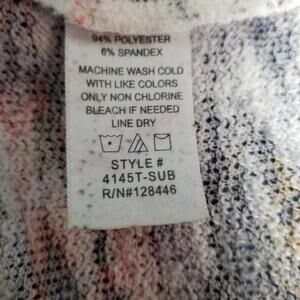 94% POLYESTER
6% SPANDEX
MACHINE WASH COLD
WITH LIKE COLORS
ONLY NON CHLORINE
BLEACH IF NEEDED
LINE DRY
STYLE #
4145T-SUB
R/N#128446